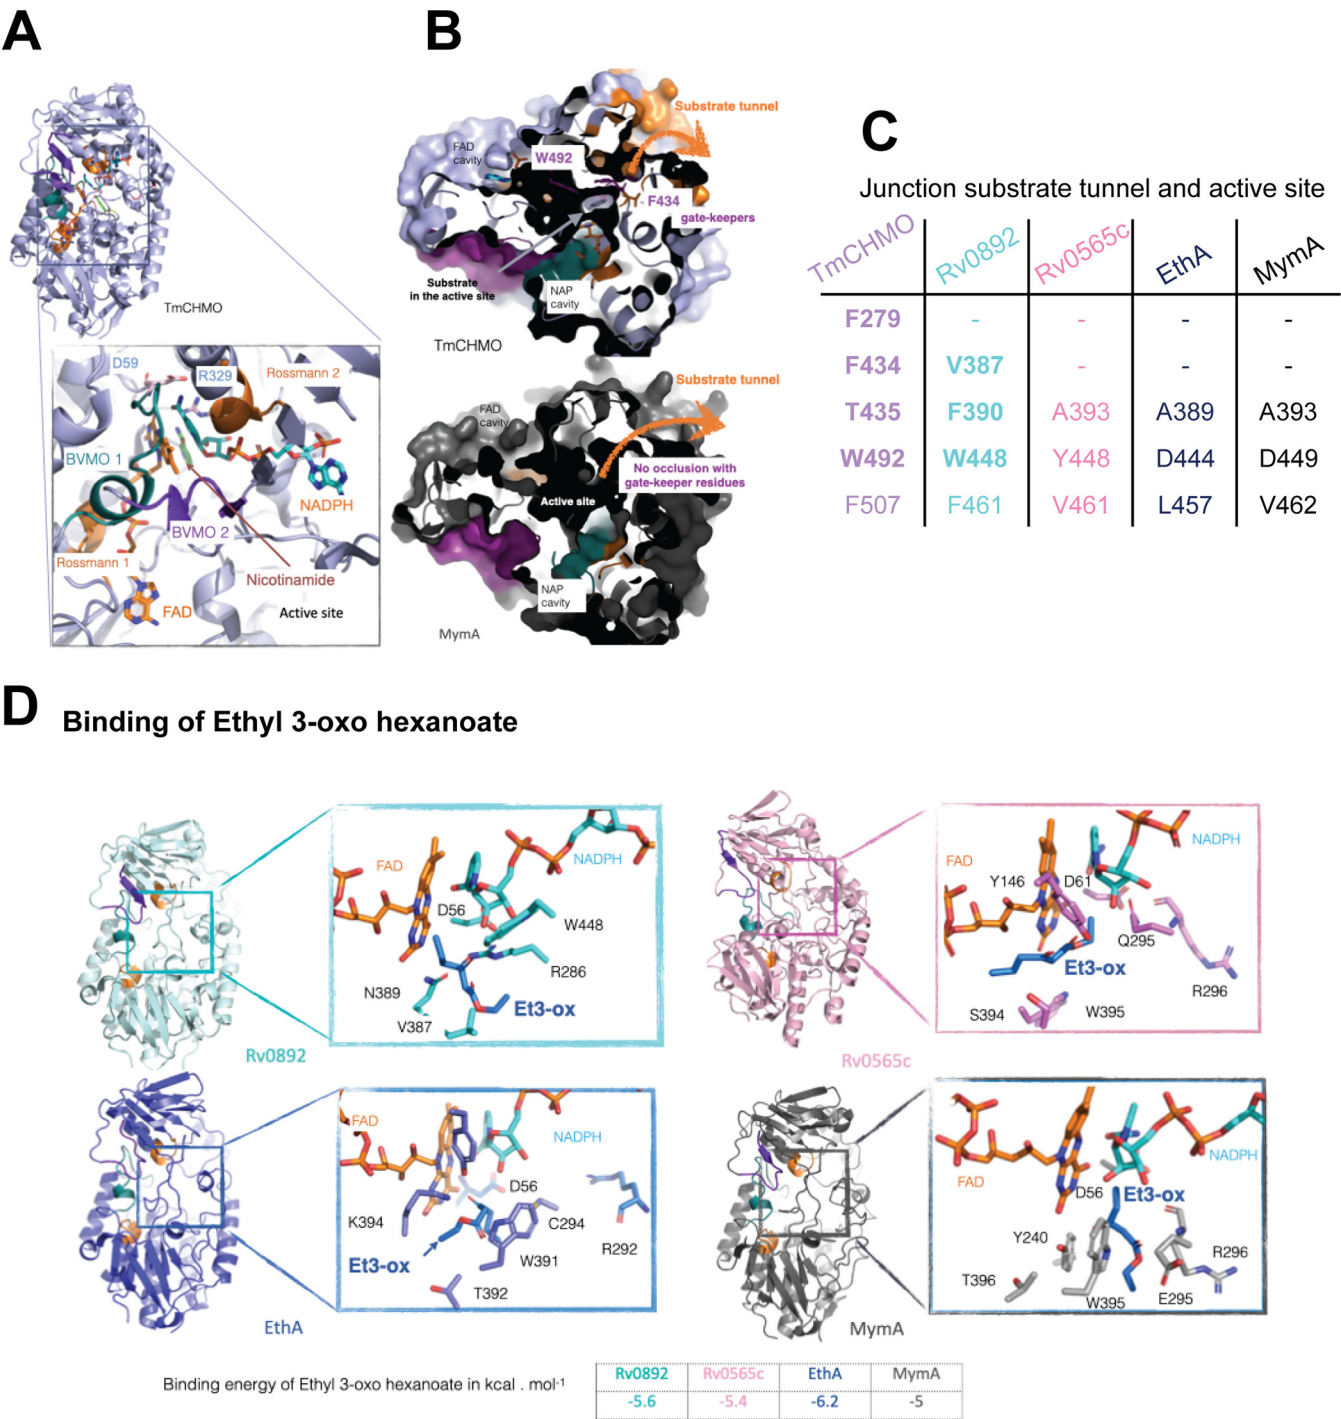 A
TmCHMO
D59
R329
Rossmann 2
BVMO 1
NADPH
BVMO 2
Rossmann 1
Nicotinamide
FAD
Active site
B
Substrate tunnel
FAD
cavity
W492
F434
gate-keepers
Substrate
in the active site
NAP
cavity
TmCHMO
Substrate tunnel
FAD
cavity
No occlusion with
gate-keeper residues
Active site
NAP
cavity
MymA
C
Junction substrate tunnel and active site
TmCHMO Rv0892 Rv0565c EthA MymA
F279 - - - -
F434 V387 - - -
T435 F390 A393 A389 A393
W492 W448 Y448 D444 D449
F507 F461 V461 L457 V462
D
Binding of Ethyl 3-oxo hexanoate
Rv0892
FAD
NADPH
D56
W448
R286
N389
Et3-ox
V387
Rv0565c
FAD
NADPH
Y146
D61
Q295
Et3-ox
R296
S394
W395
EthA
FAD
NADPH
D56
K394
C294
R292
W391
Et3-ox
T392
MymA
FAD
NADPH
D56
Et3-ox
Y240
R296
T396
E295
W395
Binding energy of Ethyl 3-oxo hexanoate in kcal . mol-1
Rv0892 Rv0565c EthA MymA
-5.6 -5.4 -6.2 -5